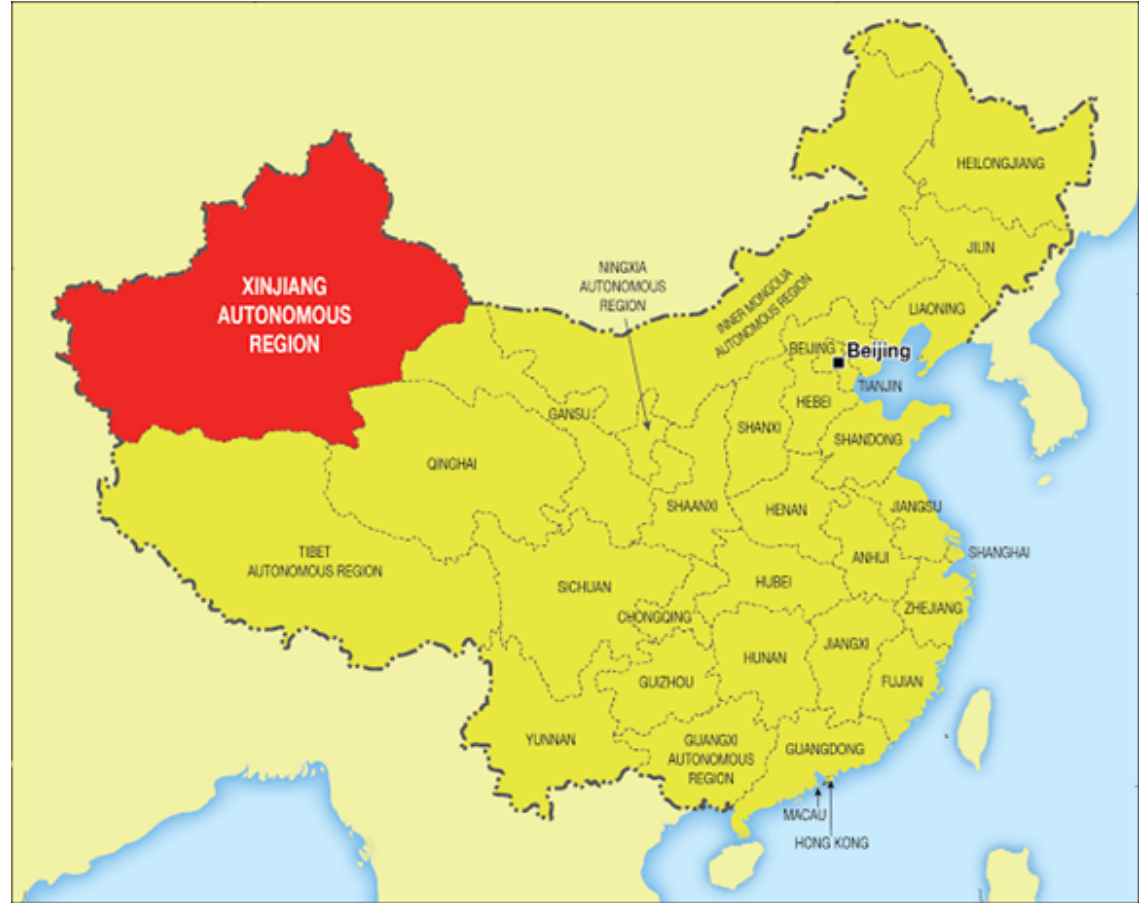 HEILONGJIANG
JILIN
NINGXIA
AUTONOMOUS
REGION
XINJIANG
AUTONOMOUS
REGION
INNER MONGOLIA
AUTONOMOUS REGION
LIAONING
BEIJING
Beijing
TIANJIN
HEBEI
GANSU
SHANXI
SHANDONG
QINGHAI
SHAANXI
HENAN
JIANGSU
TIBET
AUTONOMOUS REGION
ANHUI
SHANGHAI
SICHUAN
HUBEI
CHONGQING
ZHEJIANG
HUNAN
JIANGXI
GUIZHOU
FUJIAN
YUNNAN
GUANGXI
AUTONOMOUS
REGION
GUANGDONG
MACAU
HONG KONG